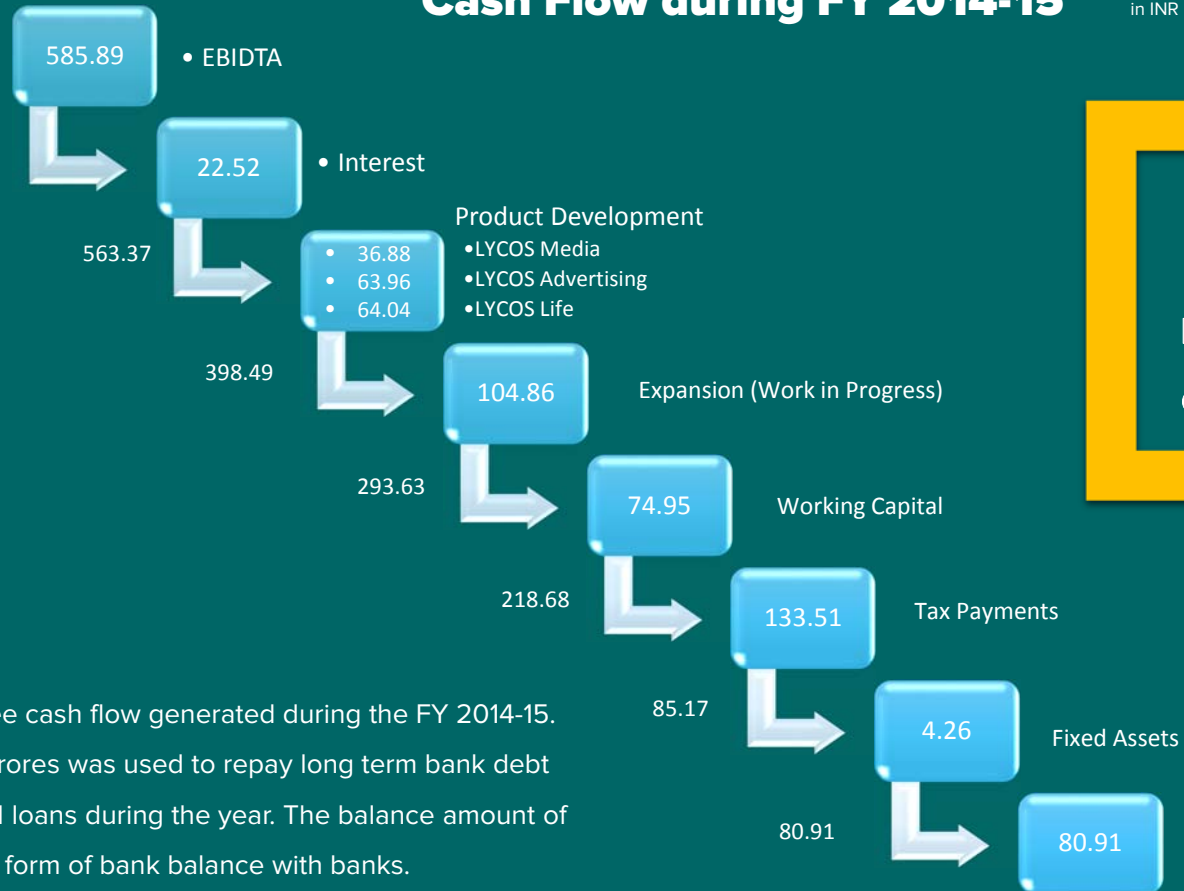 Cash Flow during FY 2014-15
in INR
585.89
• EBIDTA
22.52
• Interest
563.37
Product Development
• 36.88
•LYCOS Media
• 63.96
•LYCOS Advertising
• 64.04
•LYCOS Life
398.49
104.86
Expansion (Work in Progress)
293.63
74.95
Working Capital
218.68
133.51
Tax Payments
85.17
4.26
Fixed Assets
80.91
80.91
cash flow generated during the FY 2014-15.
was used to repay long term bank debt
loans during the year. The balance amount of
form of bank balance with banks.